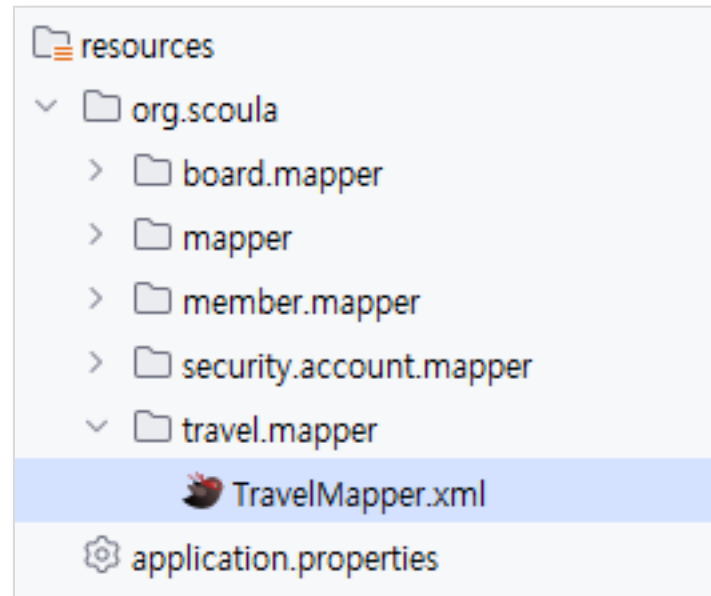 resources
org.scoula
board.mapper
mapper
member.mapper
security.account.mapper
travel.mapper
TravelMapper.xml
application.properties